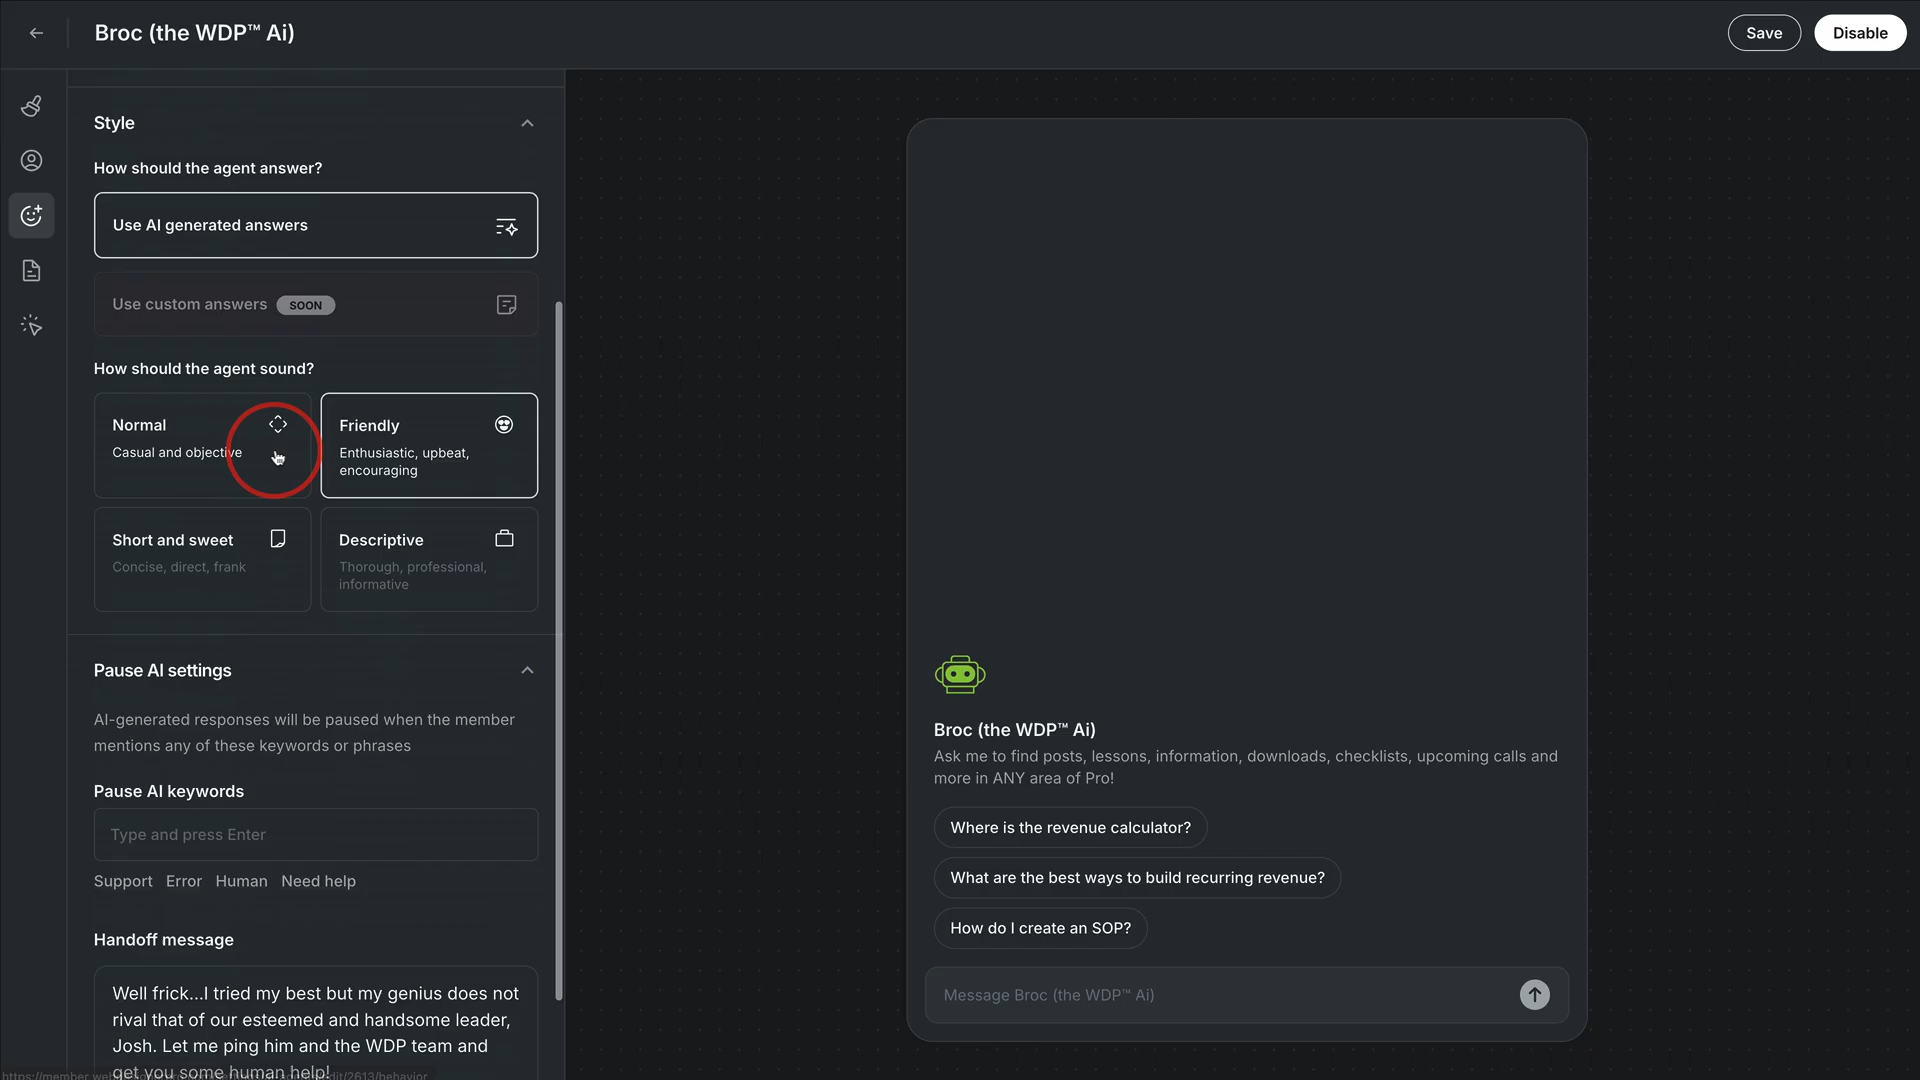 Broc (the WDP™ Ai)
Save
Disable
Style
How should the agent answer?
Use AI generated answers
Use custom answers SOON
How should the agent sound?
Normal
Casual and objective
Friendly
Enthusiastic, upbeat,
encouraging
Short and sweet
Concise, direct, frank
Descriptive
Thorough, professional,
informative
Pause AI settings
AI-generated responses will be paused when the member
mentions any of these keywords or phrases
Pause AI keywords
Type and press Enter
Support Error Human Need help
Handoff message
Well frick...I tried my best but my genius does not
rival that of our esteemed and handsome leader,
Josh. Let me ping him and the WDP team and
get you some human help!
Broc (the WDP™ Ai)
Ask me to find posts, lessons, information, downloads, checklists, upcoming calls and
more in ANY area of Pro!
Where is the revenue calculator?
What are the best ways to build recurring revenue?
How do I create an SOP?
Message Broc (the WDP™ Ai)